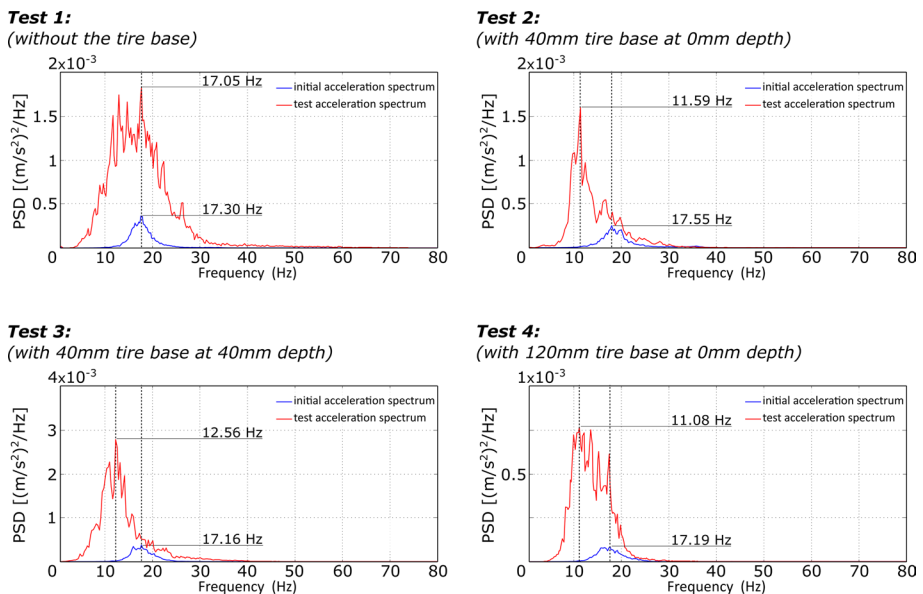 Test 1:
(without the tire base)
2×10⁻³
1.5
1
0.5
PSD [(m/s²)²/Hz]
17.05 Hz
17.30 Hz
initial acceleration spectrum
test acceleration spectrum
0 10 20 30 40 50 60 70 80
Frequency (Hz)
Test 2:
(with 40mm tire base at 0mm depth)
2×10⁻³
1.5
1
0.5
PSD [(m/s²)²/Hz]
initial acceleration spectrum
test acceleration spectrum
11.59 Hz
17.55 Hz
0 10 20 30 40 50 60 70 80
Frequency (Hz)
Test 3:
(with 40mm tire base at 40mm depth)
4×10⁻³
3
2
1
PSD [(m/s²)²/Hz]
initial acceleration spectrum
test acceleration spectrum
12.56 Hz
17.16 Hz
0 10 20 30 40 50 60 70 80
Frequency (Hz)
Test 4:
(with 120mm tire base at 0mm depth)
1×10⁻³
0.5
PSD [(m/s²)²/Hz]
initial acceleration spectrum
test acceleration spectrum
11.08 Hz
17.19 Hz
0 10 20 30 40 50 60 70 80
Frequency (Hz)